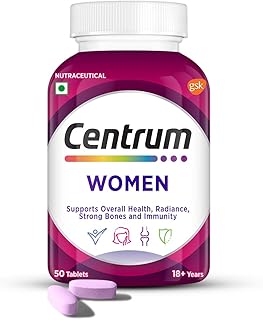 NUTRACEUTICAL
gsk
Centrum
WOMEN
Supports Overall Health, Radiance,
Strong Bones and Immunity
50 Tablets
18+ Years